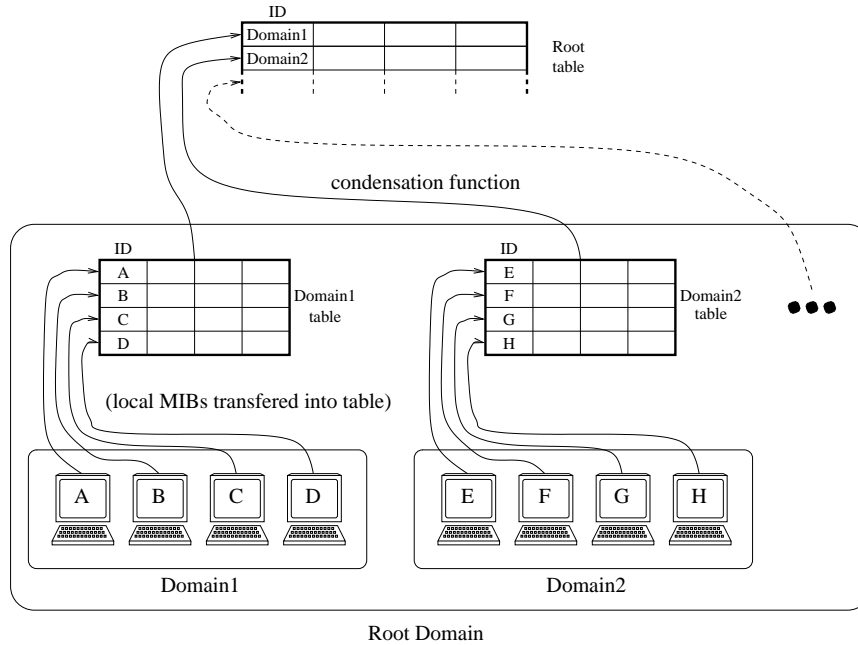 ID
Domain1
Domain2
Root
table
condensation function
ID
A
B
C
D
Domain1
table
ID
E
F
G
H
Domain2
table
(local MIBs transfered into table)
A
B
C
D
E
F
G
H
Domain1
Domain2
Root Domain